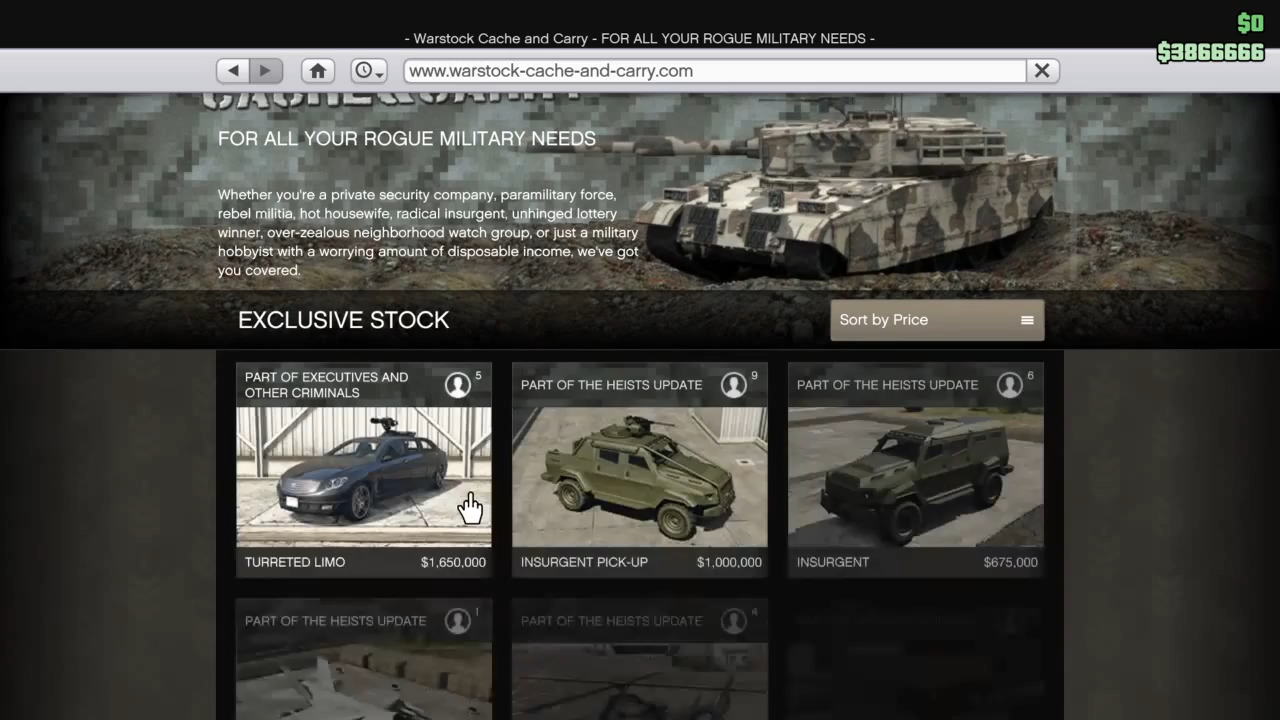 $0
- Warstock Cache and Carry - FOR ALL YOUR ROGUE MILITARY NEEDS -
$3866666
www.warstock-cache-and-carry.com
CACHE & CARRY
FOR ALL YOUR ROGUE MILITARY NEEDS
Whether you're a private security company, paramilitary force,
rebel militia, hot housewife, radical insurgent, unhinged lottery
winner, over-zealous neighborhood watch group, or just a military
hobbyist with a worrying amount of disposable income, we've got
you covered.
EXCLUSIVE STOCK
Sort by Price
PART OF EXECUTIVES AND
OTHER CRIMINALS
5
PART OF THE HEISTS UPDATE
9
PART OF THE HEISTS UPDATE
6
TURRETED LIMO
$1,650,000
INSURGENT PICK-UP
$1,000,000
INSURGENT
$675,000
PART OF THE HEISTS UPDATE
1
PART OF THE HEISTS UPDATE
4